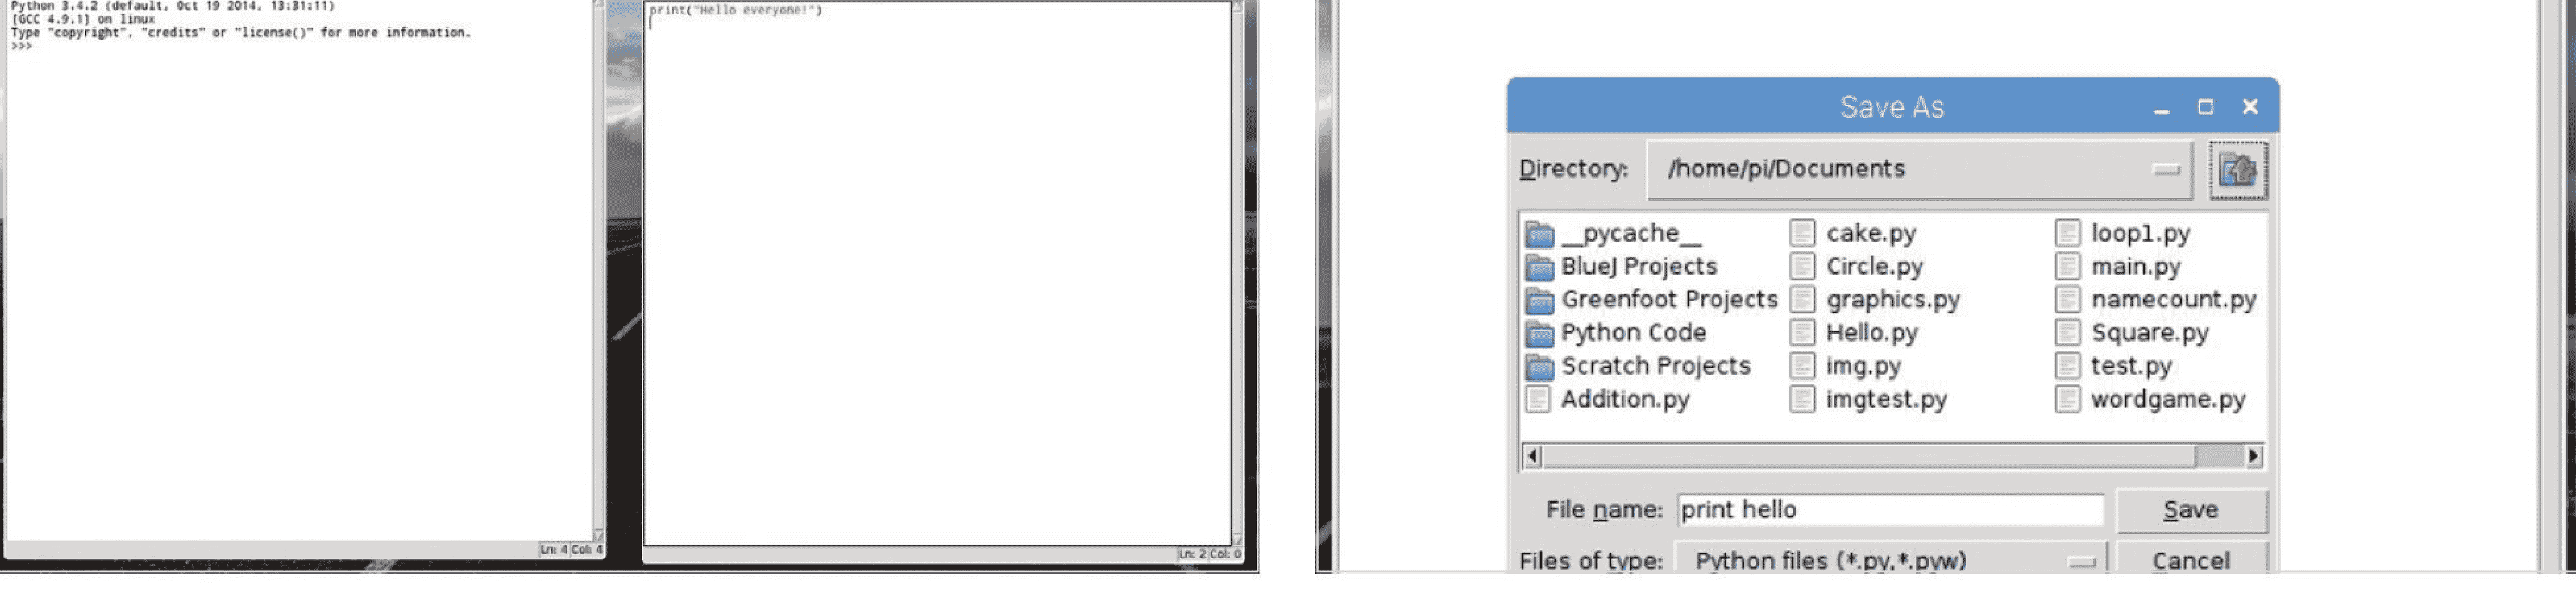 Python 3.4.2 (default, Oct 19 2014, 13:31:11)
[GCC 4.9.1] on linux
Type "copyright", "credits" or "license()" for more information.
>>>
Ln: 4 Col: 4
print("Hello everyone!")
Ln: 2 Col: 0
Save As
Directory: /home/pi/Documents
__pycache__ cake.py loop1.py
BlueJ Projects Circle.py main.py
Greenfoot Projects graphics.py namecount.py
Python Code Hello.py Square.py
Scratch Projects img.py test.py
Addition.py imgtest.py wordgame.py
File name: print hello Save
Files of type: Python files (*.py,*.pyw) Cancel